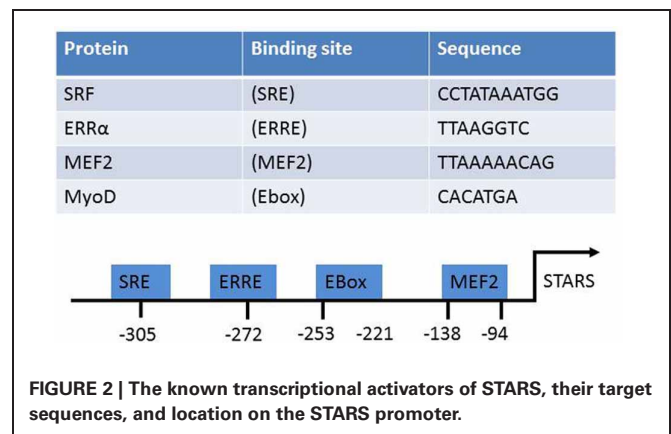 Protein Binding site Sequence
SRF (SRE) CCTATAAATGG
ERRα (ERRE) TTAAGGTC
MEF2 (MEF2) TTAAAAACAG
MyoD (Ebox) CACATGA
SRE ERRE EBox MEF2 STARS
-305 -272 -253 -221 -138 -94
FIGURE 2 | The known transcriptional activators of STARS, their target
sequences, and location on the STARS promoter.